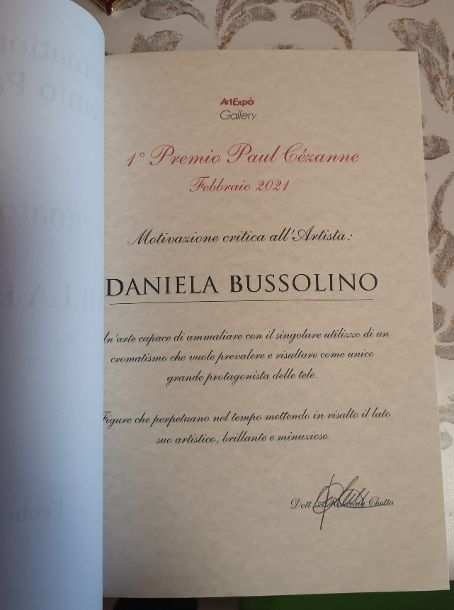 ArtExpò
Gallery
1° Premio Paul Cézanne
Febbraio 2021
Motivazione critica all'Artista:
DANIELA BUSSOLINO
Un'arte capace di ammaliare con il singolare utilizzo di un
cromatismo che vuole prevalere e risultare come unico
grande protagonista delle tele.
Figure che perpetuano nel tempo mettendo in risalto il lato
suo artistico, brillante e minuzioso.